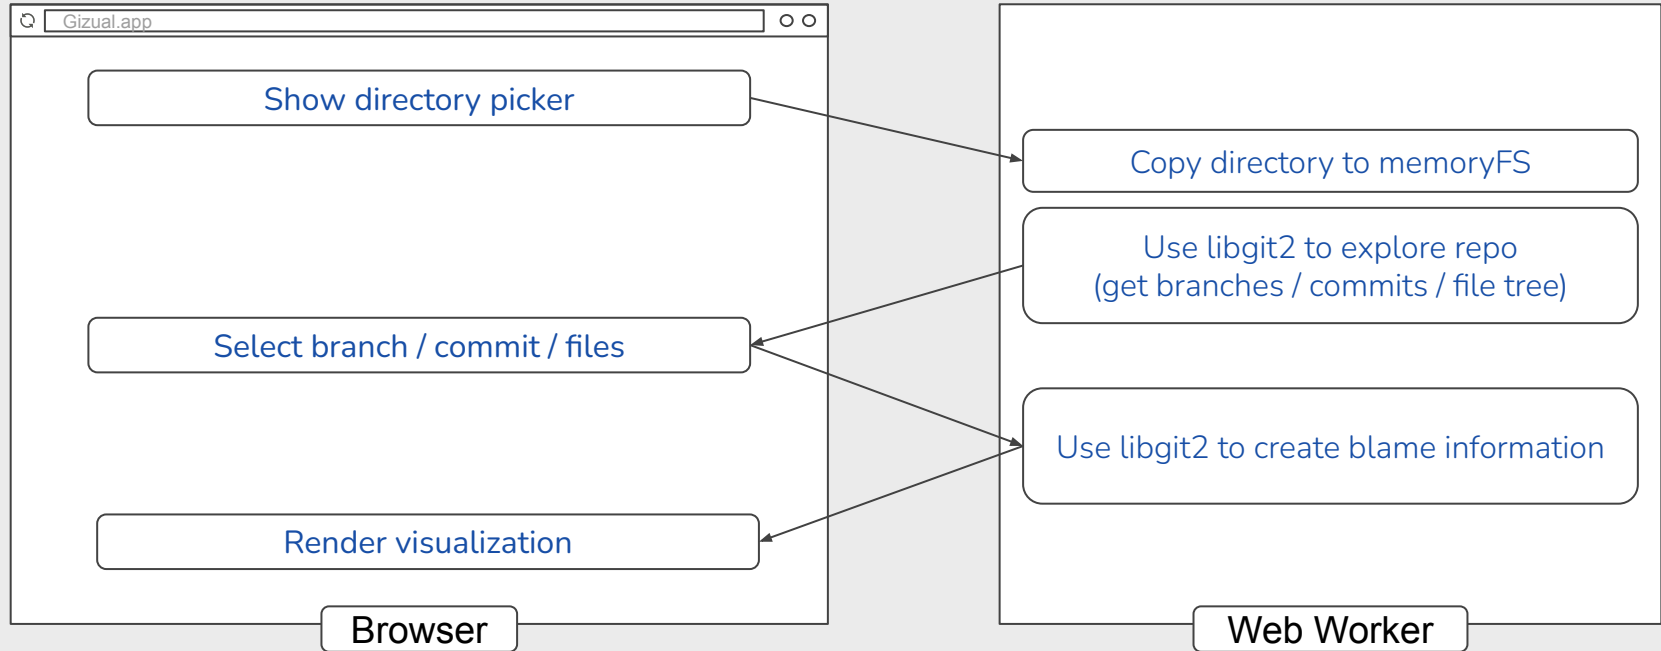 Gizual.app
Show directory picker
Copy directory to memoryFS
Use libgit2 to explore repo
(get branches / commits / file tree)
Select branch / commit / files
Use libgit2 to create blame information
Render visualization
Browser
Web Worker